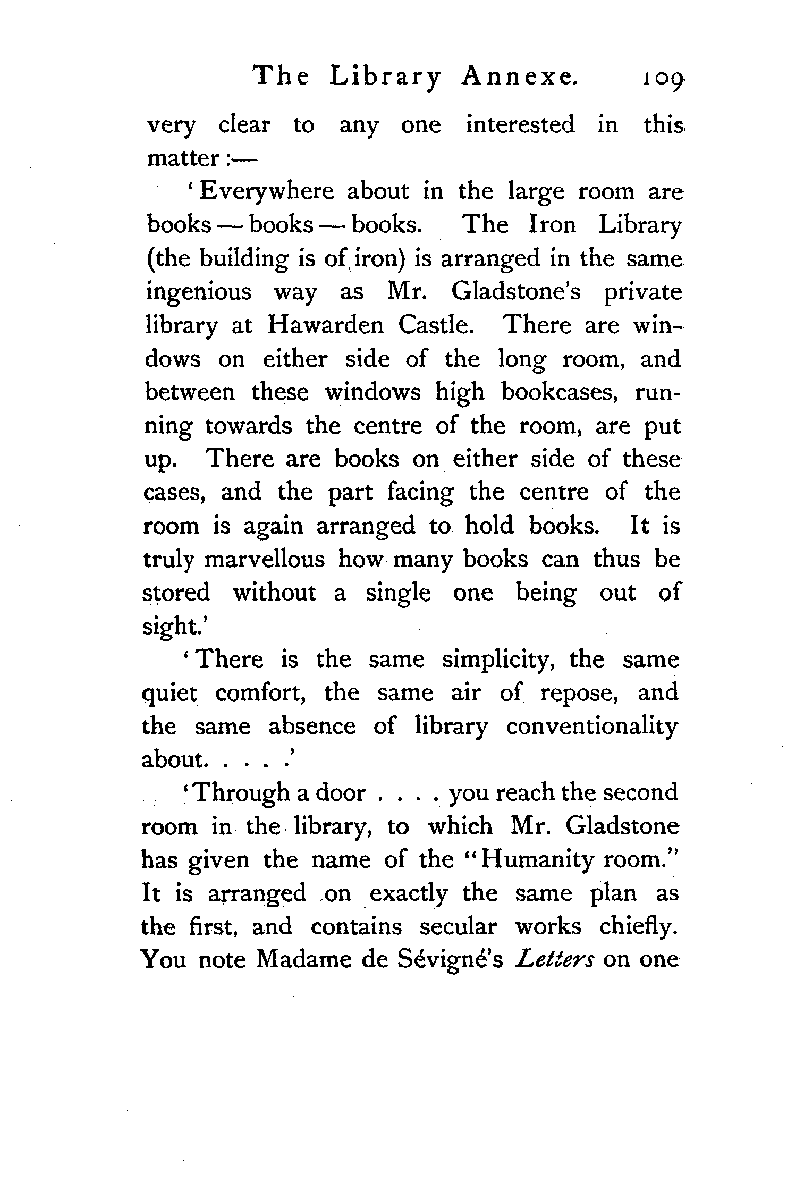 The Library Annexe. 109
very clear to any one interested in this
matter :—
‘Everywhere about in the large room are
books — books — books. The Iron Library
(the building is of iron) is arranged in the same
ingenious way as Mr. Gladstone’s private
library at Hawarden Castle. There are win-
dows on either side of the long room, and
between these windows high bookcases, run-
ning towards the centre of the room, are put
up. There are books on either side of these
cases, and the part facing the centre of the
room is again arranged to hold books. It is
truly marvellous how many books can thus be
stored without a single one being out of
sight.’
‘There is the same simplicity, the same
quiet comfort, the same air of repose, and
the same absence of library conventionality
about. . . . .’
‘Through a door . . . . you reach the second
room in the library, to which Mr. Gladstone
has given the name of the “Humanity room.”
It is arranged on exactly the same plan as
the first, and contains secular works chiefly.
You note Madame de Sévigné’s Letters on one